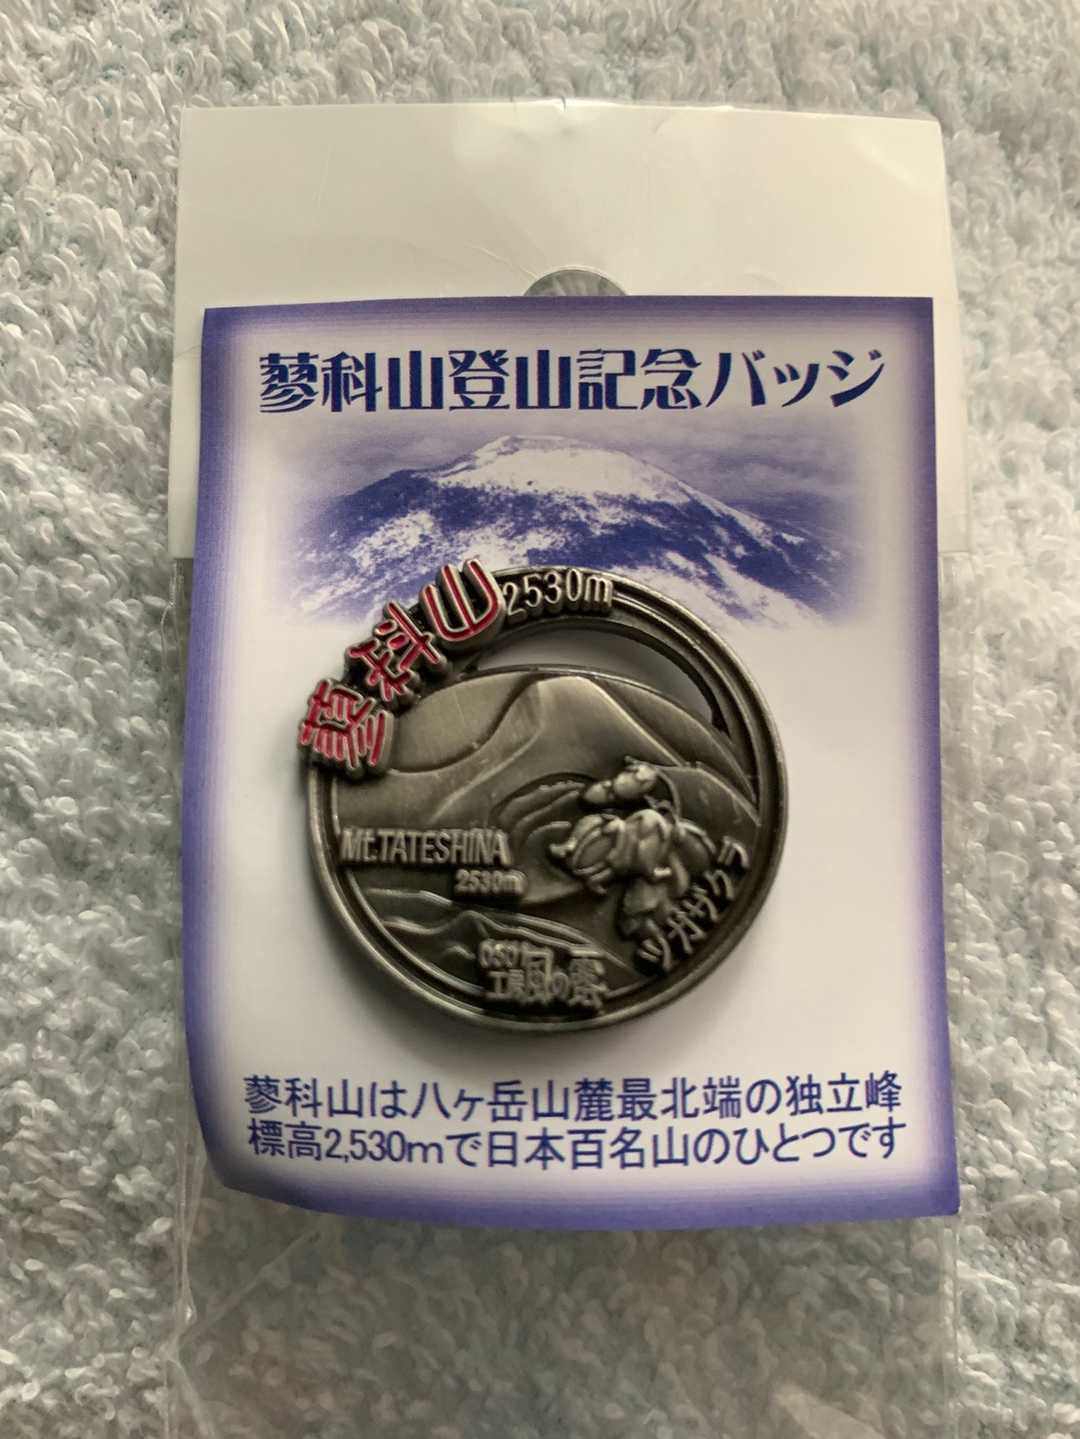 蓼科山登山記念バッジ
蓼科山
2530m
Mt.TATESHINA
2530m
ツガザクラ
工房風の露
蓼科山は八ヶ岳山麓最北端の独立峰
標高2,530mで日本百名山のひとつです